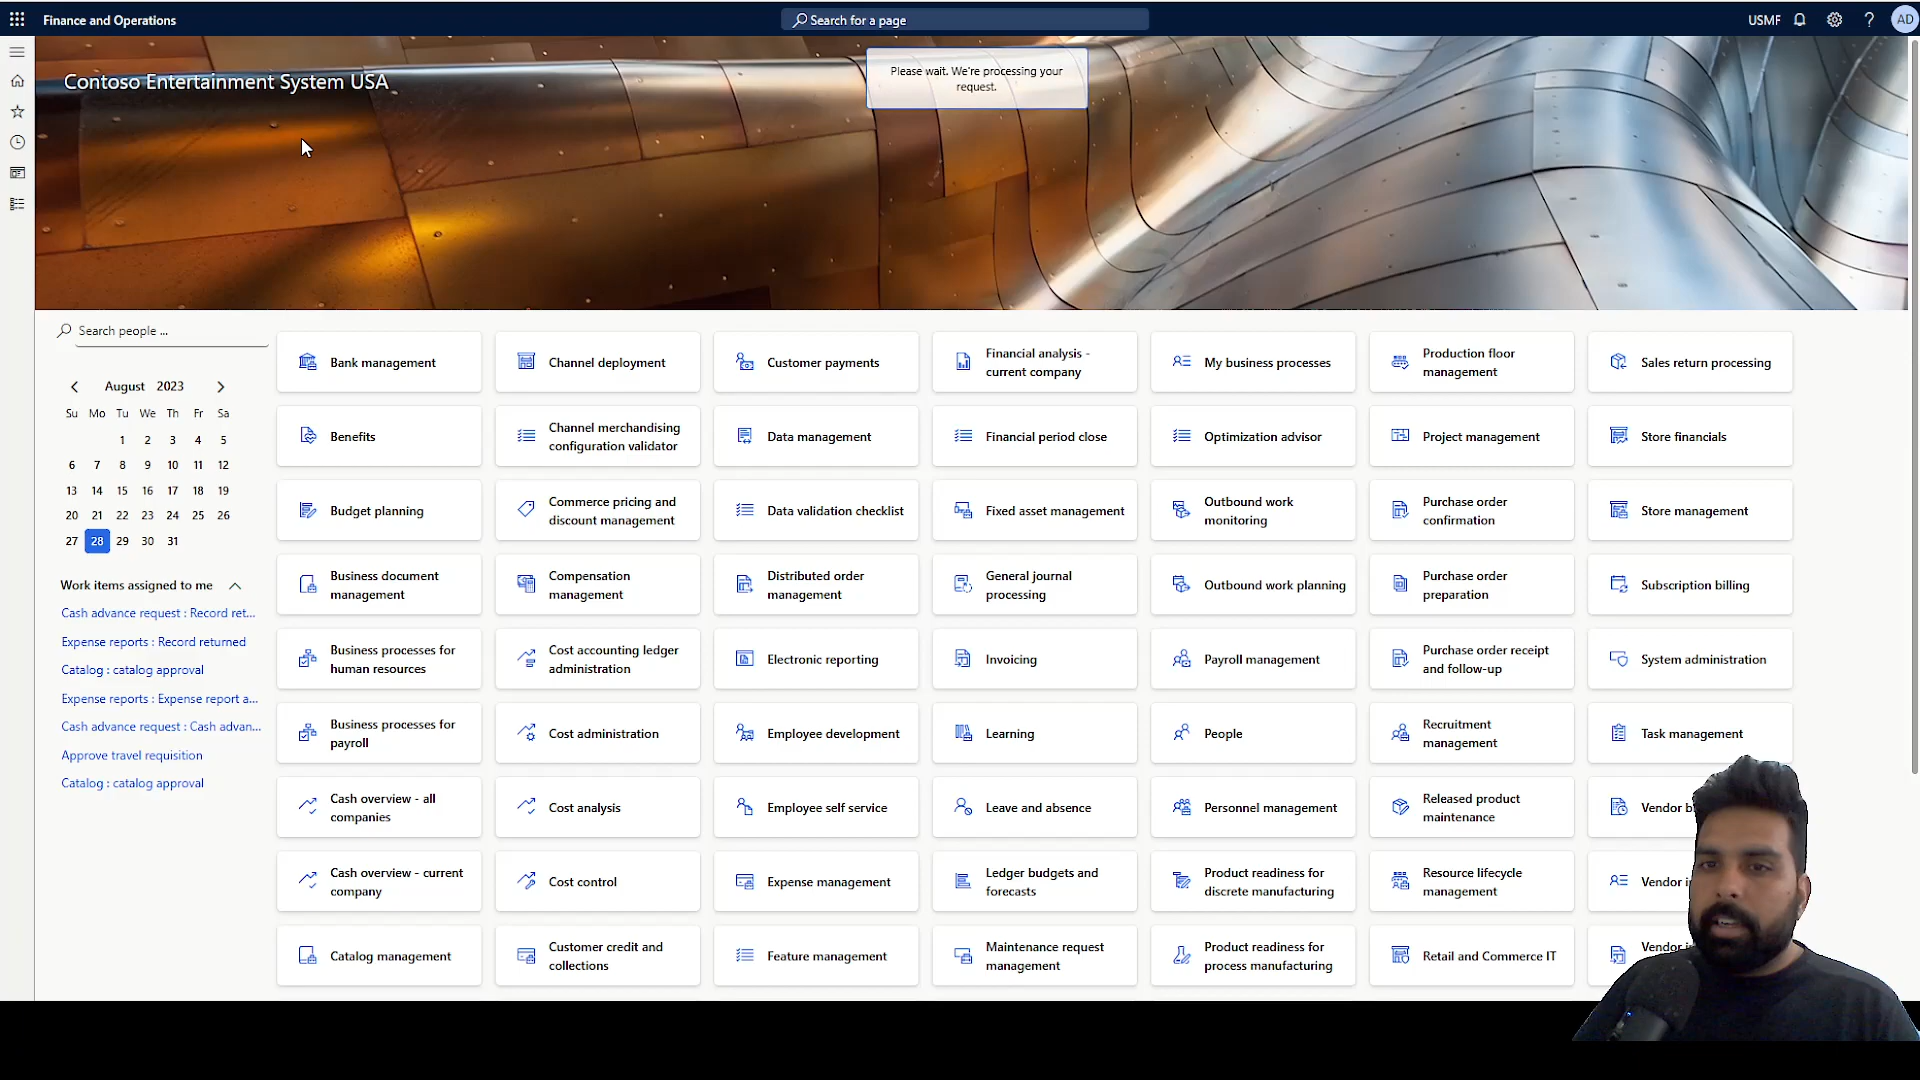 Finance and Operations
Search for a page
USMF
?
AD
Contoso Entertainment System USA
Please wait. We're processing your
request.
Search people ...
August 2023
Su Mo Tu We Th Fr Sa
1 2 3 4 5
6 7 8 9 10 11 12
13 14 15 16 17 18 19
20 21 22 23 24 25 26
27 28 29 30 31
Work items assigned to me
Cash advance request : Record ret...
Expense reports : Record returned
Catalog : catalog approval
Expense reports : Expense report a...
Cash advance request : Cash advan...
Approve travel requisition
Catalog : catalog approval
Bank management
Benefits
Budget planning
Business document
management
Business processes for
human resources
Business processes for
payroll
Cash overview - all
companies
Cash overview - current
company
Catalog management
Channel deployment
Channel merchandising
configuration validator
Commerce pricing and
discount management
Compensation
management
Cost accounting ledger
administration
Cost administration
Cost analysis
Cost control
Customer credit and
collections
Customer payments
Data management
Data validation checklist
Distributed order
management
Electronic reporting
Employee development
Employee self service
Expense management
Feature management
Financial analysis -
current company
Financial period close
Fixed asset management
General journal
processing
Invoicing
Learning
Leave and absence
Ledger budgets and
forecasts
Maintenance request
management
My business processes
Optimization advisor
Outbound work
monitoring
Outbound work planning
Payroll management
People
Personnel management
Product readiness for
discrete manufacturing
Product readiness for
process manufacturing
Production floor
management
Project management
Purchase order
confirmation
Purchase order
preparation
Purchase order receipt
and follow-up
Recruitment
management
Released product
maintenance
Resource lifecycle
management
Retail and Commerce IT
Sales return processing
Store financials
Store management
Subscription billing
System administration
Task management
Vendor
Vendor
Vendor